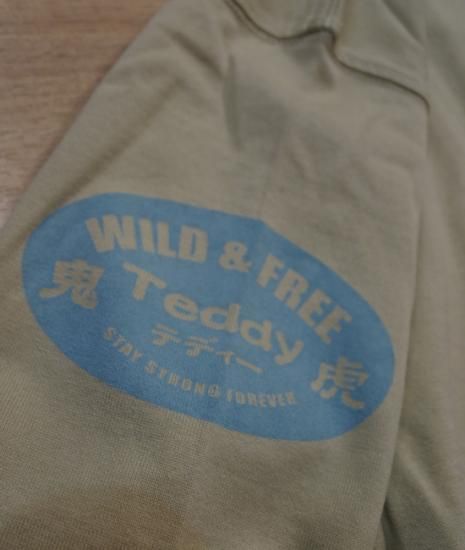 WILD & FREE
鬼 Teddy 虎
テディー
STAY STRONG FOREVER